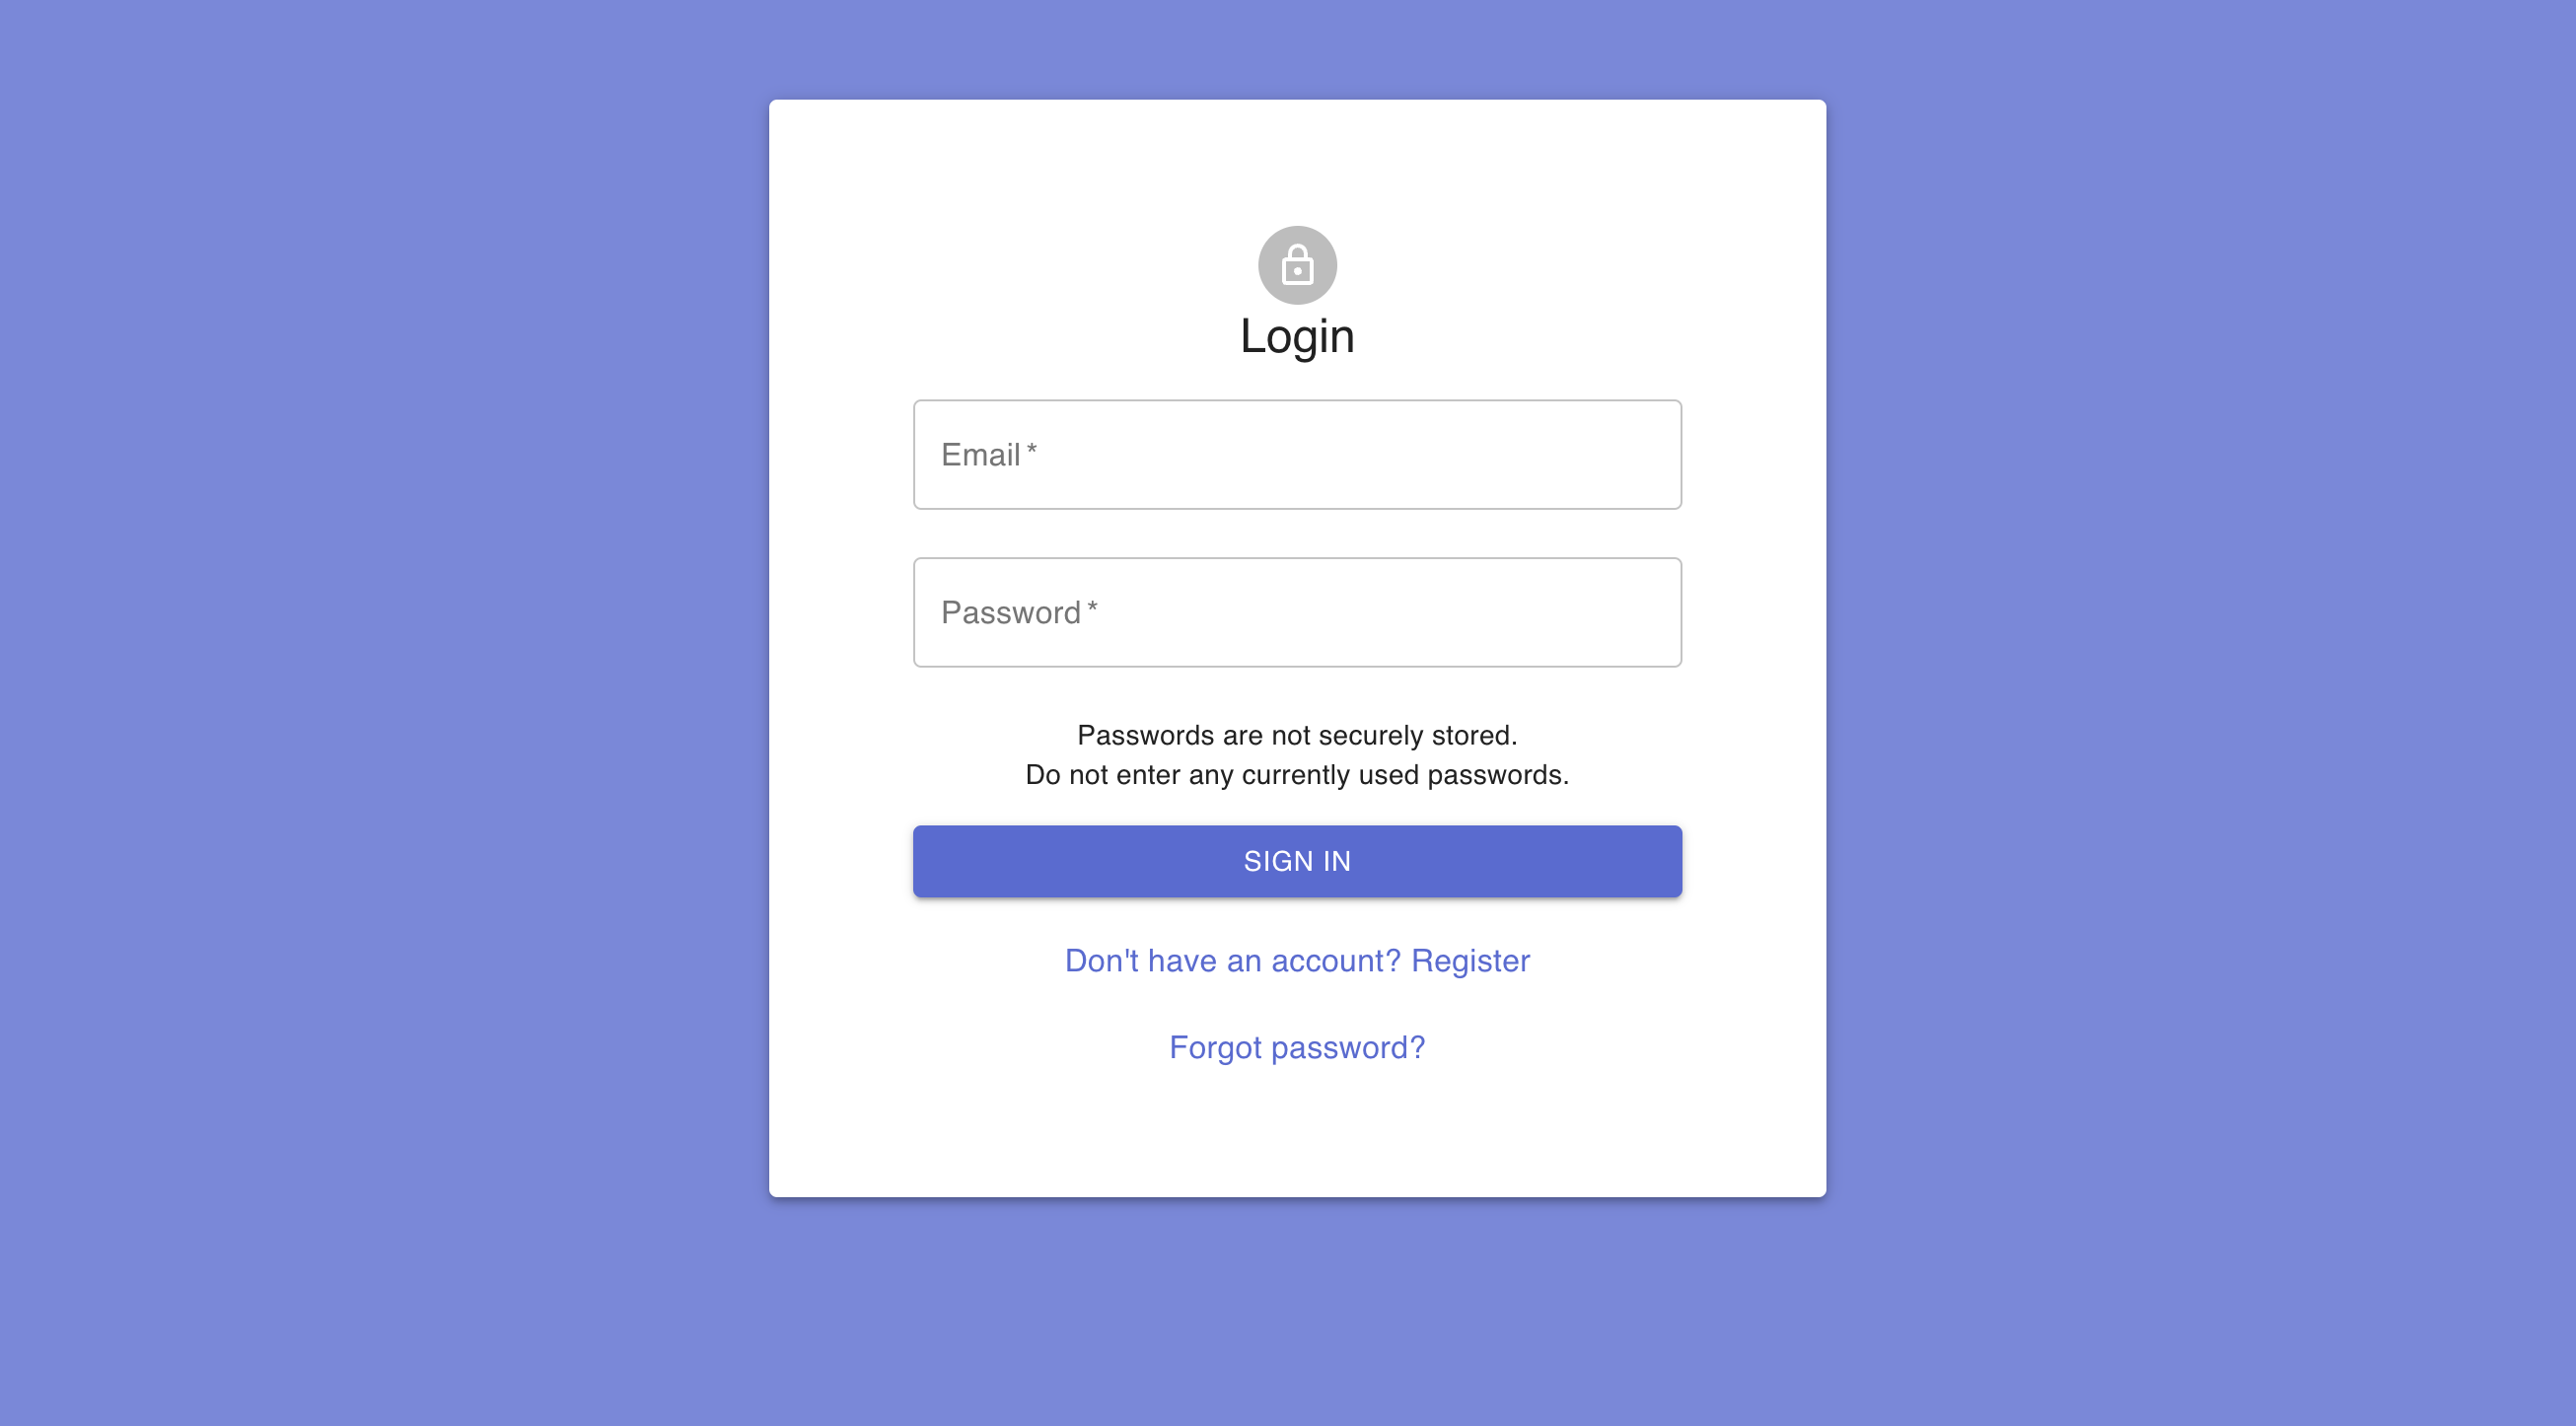 Login
Email *
Password *
Passwords are not securely stored.
Do not enter any currently used passwords.
SIGN IN
Don't have an account? Register
Forgot password?